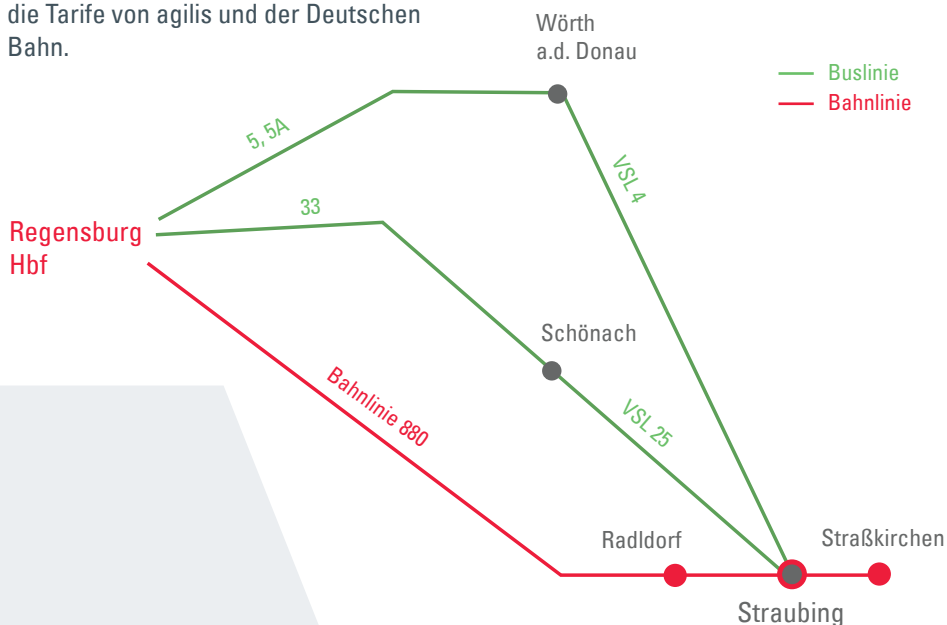 die Tarife von agilis und der Deutschen
Bahn.
Wörth
a.d. Donau
Buslinie
Bahnlinie
5, 5A
VSL 4
33
Regensburg
Hbf
Schönach
Bahnlinie 880
VSL 25
Radldorf
Straßkirchen
Straubing